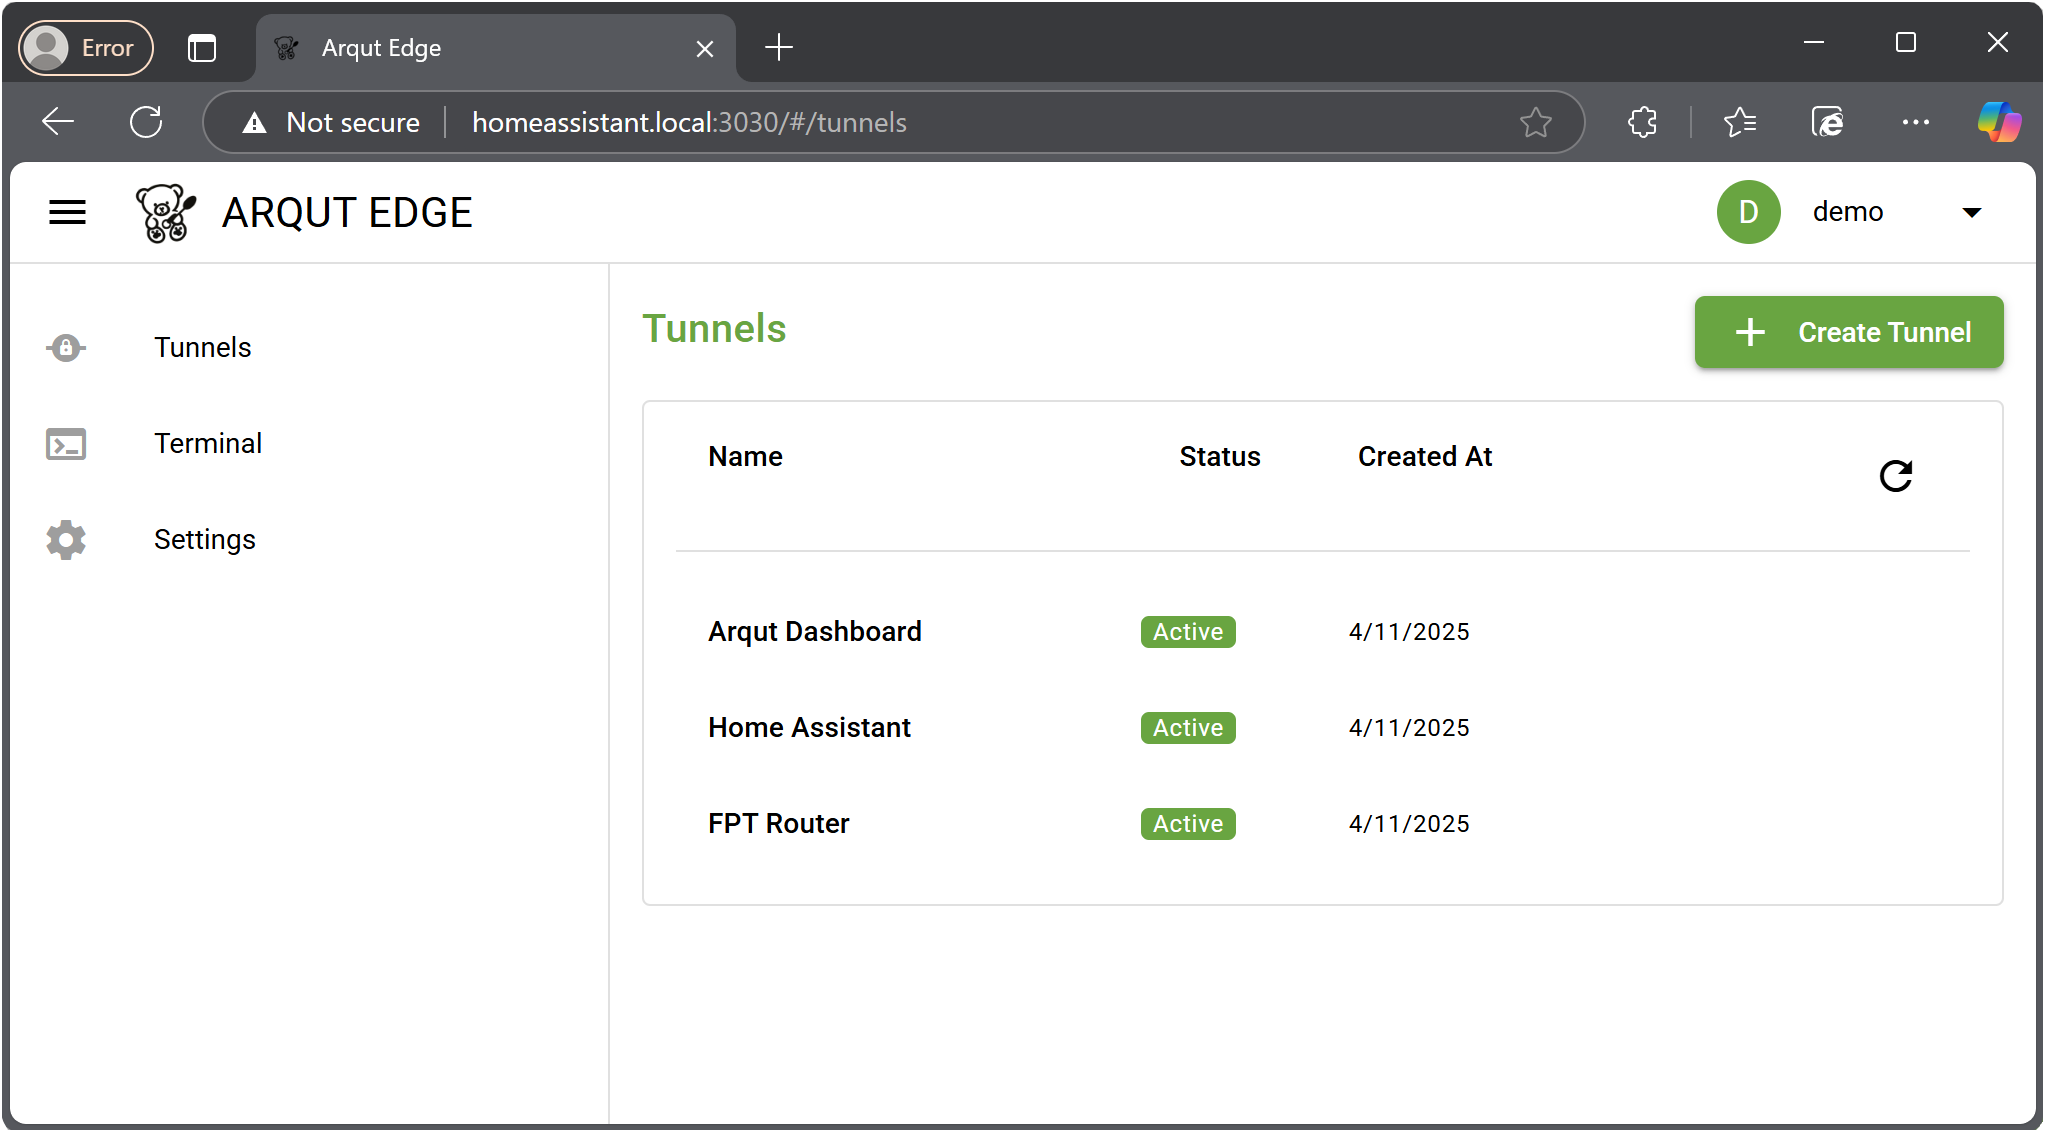 Error
Arqut Edge
Not secure
homeassistant.local:3030/#/tunnels
ARQUT EDGE
D
demo
Tunnels
Terminal
Settings
Tunnels
Create Tunnel
Name Status Created At
Arqut Dashboard Active 4/11/2025
Home Assistant Active 4/11/2025
FPT Router Active 4/11/2025